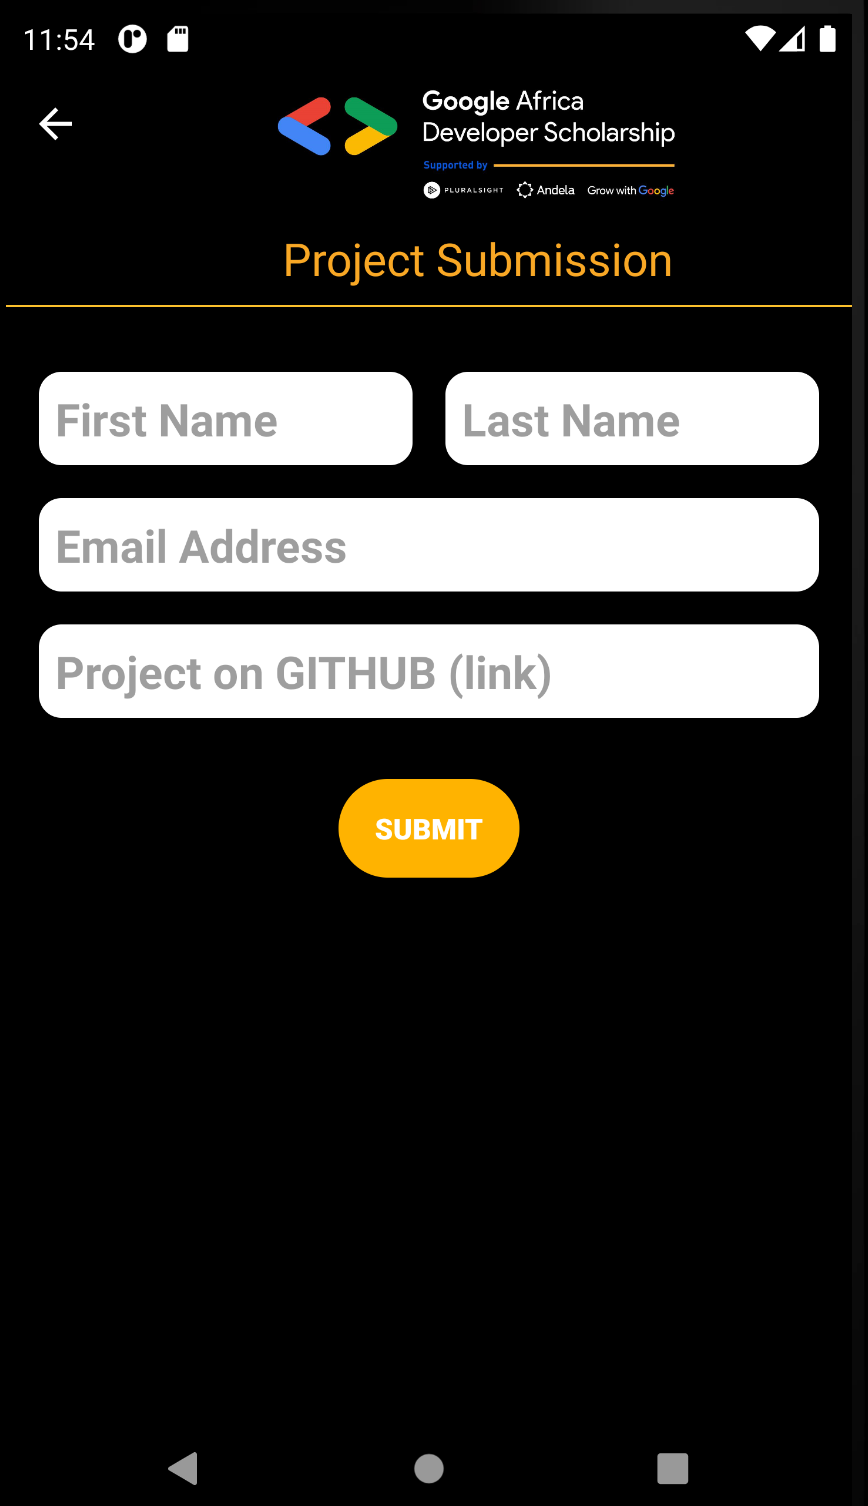 11:54
Google Africa
Developer Scholarship
Supported by
PLURALSIGHT Andela Grow with Google
Project Submission
First Name Last Name
Email Address
Project on GITHUB (link)
SUBMIT